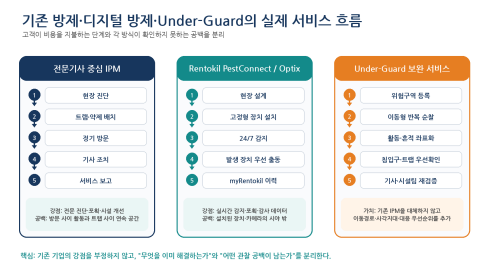 기존 방제·디지털 방제·Under-Guard의 실제 서비스 흐름
고객이 비용을 지불하는 단계와 각 방식이 확인하지 못하는 공백을 분리
전문기사 중심 IPM
1 현장 진단
2 트랩·약제 배치
3 정기 방문
4 기사 조치
5 서비스 보고
강점: 전문 진단·포획·시설 개선
공백: 방문 사이 활동과 트랩 사이 연속 공간
Rentokil PestConnect / Optix
1 현장 설계
2 고정형 장치 설치
3 24/7 감지
4 발생 장치 우선 출동
5 myRentokil 이력
강점: 실시간 감지·포획·감사 데이터
공백: 설치된 장치·카메라의 시야 밖
Under-Guard 보완 서비스
1 위험구역 등록
2 이동형 반복 순찰
3 활동·흔적 좌표화
4 침입구·트랩 우선확인
5 기사·시설팀 재검증
가치: 기존 IPM을 대체하지 않고
이동경로·사각지대·대응 우선순위를 추가
핵심: 기존 기업의 강점을 부정하지 않고, "무엇을 이미 해결하는가"와 "어떤 관찰 공백이 남는가"를 분리한다.